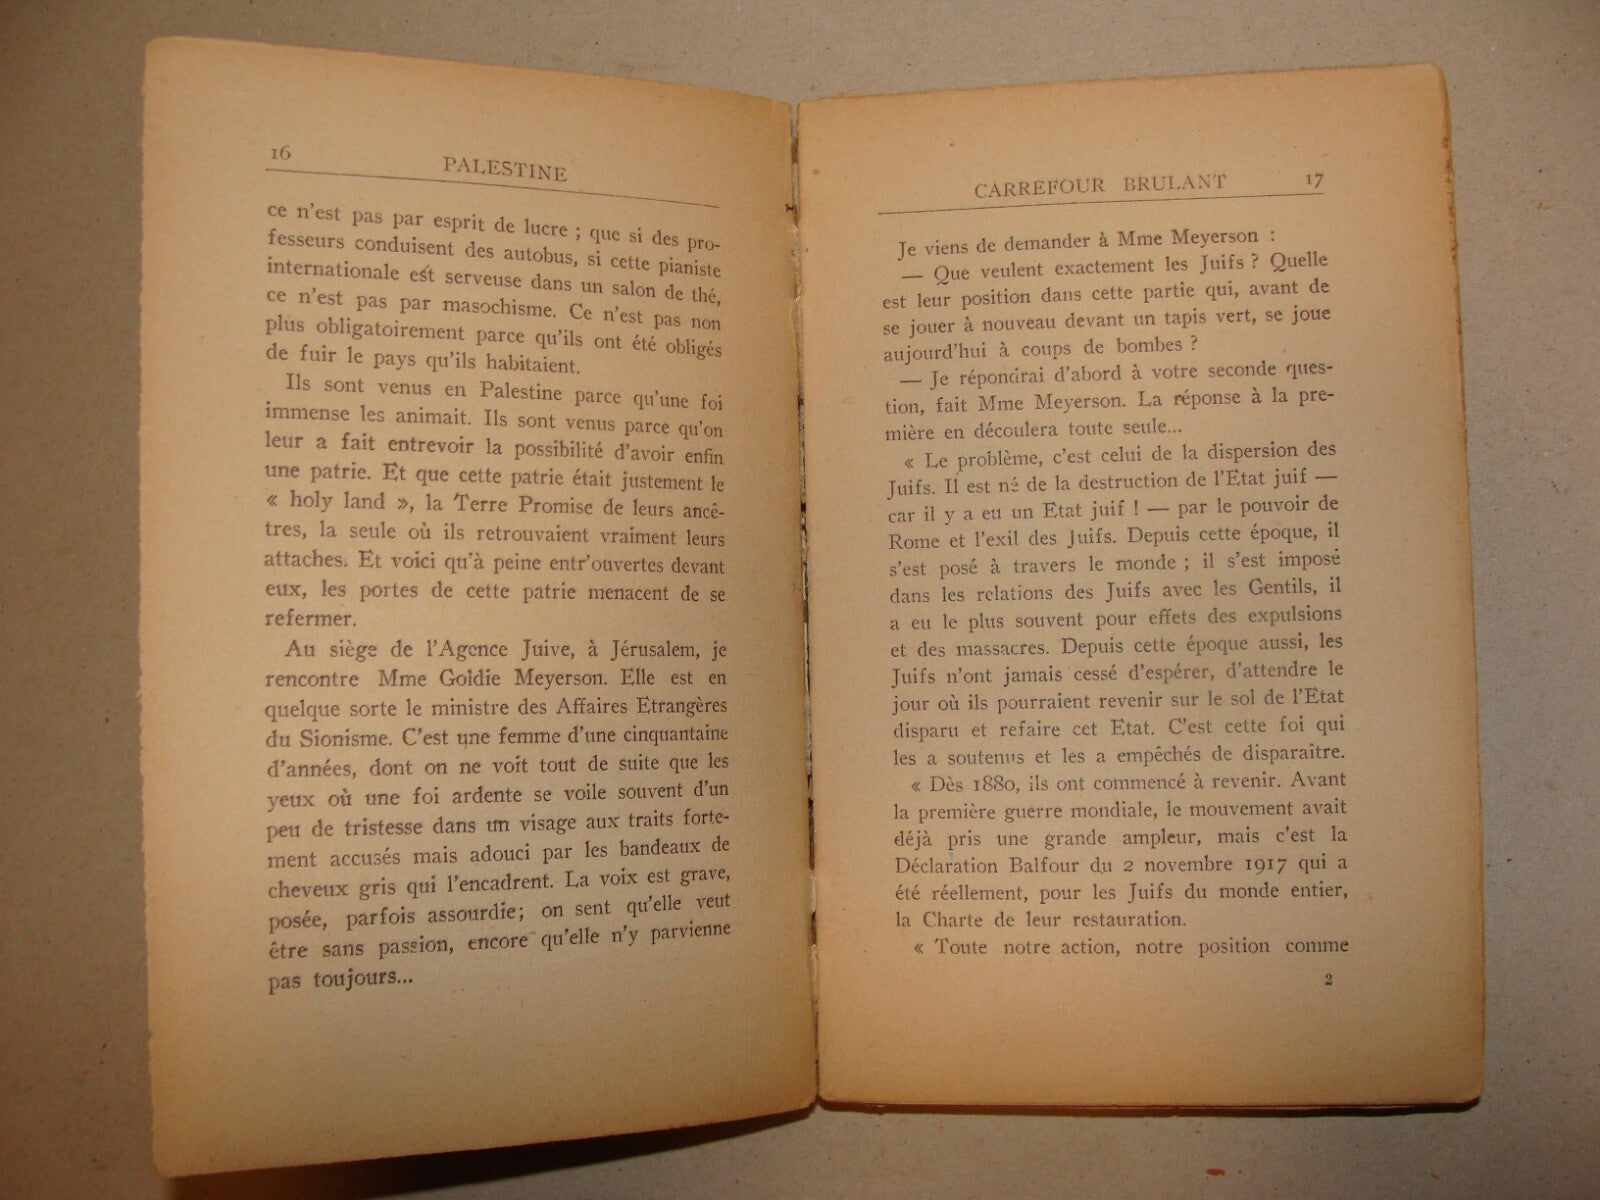 16
PALESTINE
ce n'est pas par esprit de lucre ; que si des pro-
fesseurs conduisent des autobus, si cette pianiste
internationale est serveuse dans un salon de thé,
ce n'est pas par masochisme. Ce n'est pas non
plus obligatoirement parce qu'ils ont été obligés
de fuir le pays qu'ils habitaient.
Ils sont venus en Palestine parce qu'une foi
immense les animait. Ils sont venus parce qu'on
leur a fait entrevoir la possibilité d'avoir enfin
une patrie. Et que cette patrie était justement le
« holy land », la Terre Promise de leurs ancê-
tres, la seule où ils retrouvaient vraiment leurs
attaches. Et voici qu'à peine entr'ouvertes devant
eux, les portes de cette patrie menacent de se
refermer.
Au siège de l'Agence Juive, à Jérusalem, je
rencontre Mme Goldie Meyerson. Elle est en
quelque sorte le ministre des Affaires Etrangères
du Sionisme. C'est une femme d'une cinquantaine
d'années, dont on ne voit tout de suite que les
yeux où une foi ardente se voile souvent d'un
peu de tristesse dans un visage aux traits forte-
ment accusés mais adouci par les bandeaux de
cheveux gris qui l'encadrent. La voix est grave,
posée, parfois assourdie; on sent qu'elle veut
être sans passion, encore qu'elle n'y parvienne
pas toujours...
CARREFOUR BRULANT
17
Je viens de demander à Mme Meyerson :
— Que veulent exactement les Juifs ? Quelle
est leur position dans cette partie qui, avant de
se jouer à nouveau devant un tapis vert, se joue
aujourd'hui à coups de bombes ?
— Je répondrai d'abord à votre seconde ques-
tion, fait Mme Meyerson. La réponse à la pre-
mière en découlera toute seule...
« Le problème, c'est celui de la dispersion des
Juifs. Il est né de la destruction de l'Etat juif —
car il y a eu un Etat juif ! — par le pouvoir de
Rome et l'exil des Juifs. Depuis cette époque, il
s'est posé à travers le monde ; il s'est imposé
dans les relations des Juifs avec les Gentils, il
a eu le plus souvent pour effets des expulsions
et des massacres. Depuis cette époque aussi, les
Juifs n'ont jamais cessé d'espérer, d'attendre le
jour où ils pourraient revenir sur le sol de l'Etat
disparu et refaire cet Etat. C'est cette foi qui
les a soutenus et les a empêchés de disparaître.
« Dès 1880, ils ont commencé à revenir. Avant
la première guerre mondiale, le mouvement avait
déjà pris une grande ampleur, mais c'est la
Déclaration Balfour du 2 novembre 1917 qui a
été réellement, pour les Juifs du monde entier,
la Charte de leur restauration.
« Toute notre action, notre position comme
2